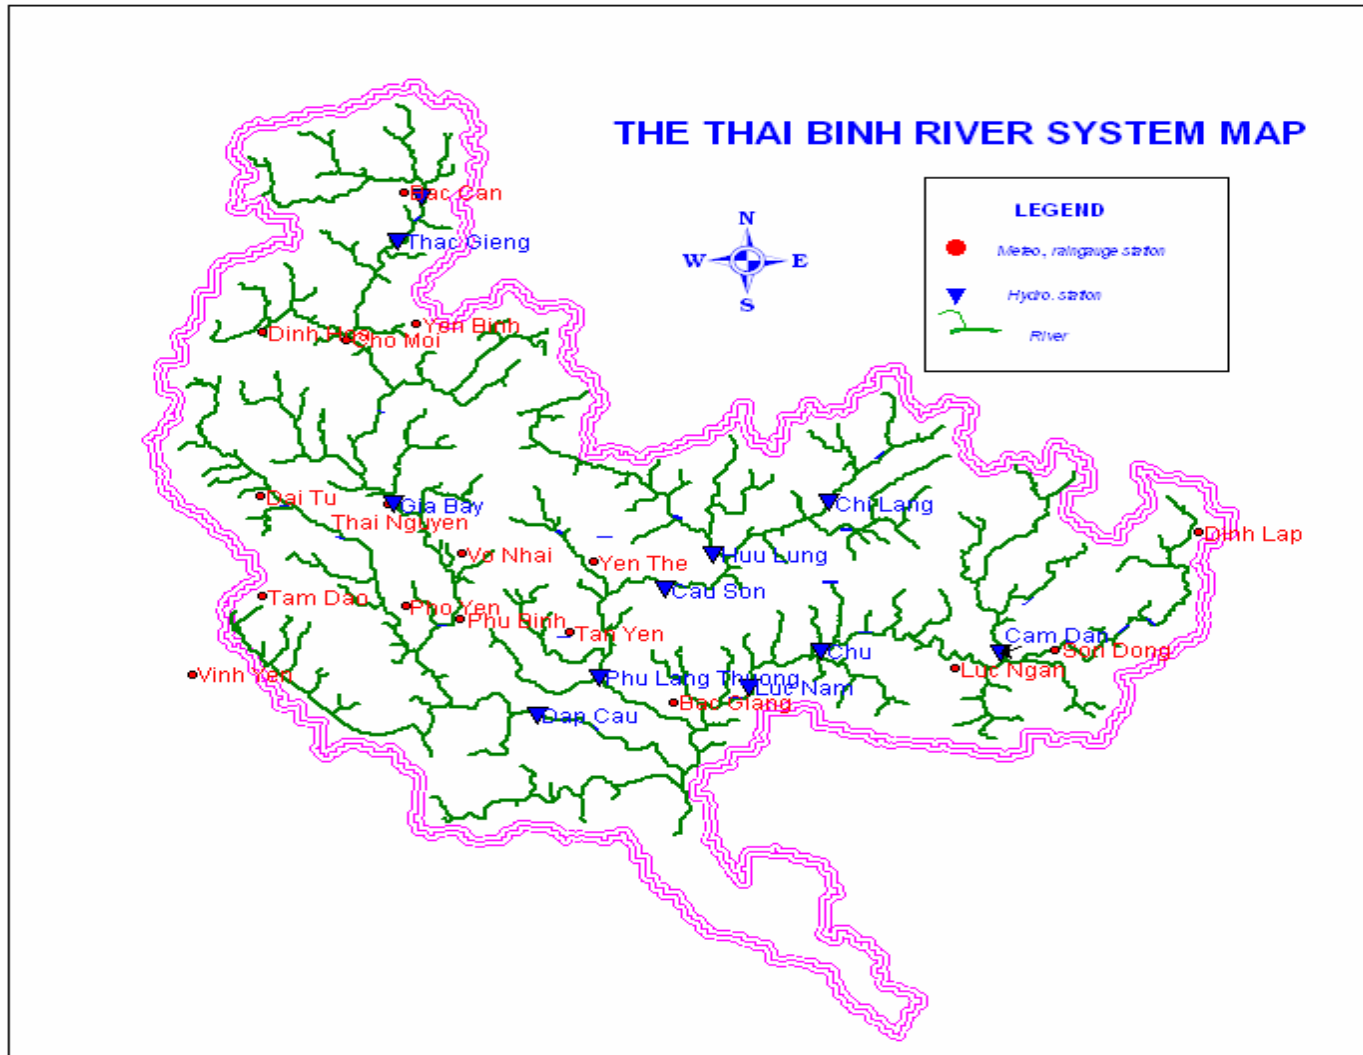 THE THAI BINH RIVER SYSTEM MAP
LEGEND
Meteo., raingauge station
Hydro. station
River
N
W E
S
Bac Can
Thac Gieng
Yen Binh
Dinh Hoa
Cho Moi
Dai Tu
Gia Bay
Thai Nguyen
Chi Lang
Dinh Lap
Vo Nhai
Yen The
Huu Lung
Cau Son
Tam Dao
Pho Yen
Phu Binh
Tan Yen
Cam Dan
Chu
Son Dong
Luc Ngan
Vinh Yen
Phu Lang Thuong
Luc Nam
Bac Giang
Dap Cau